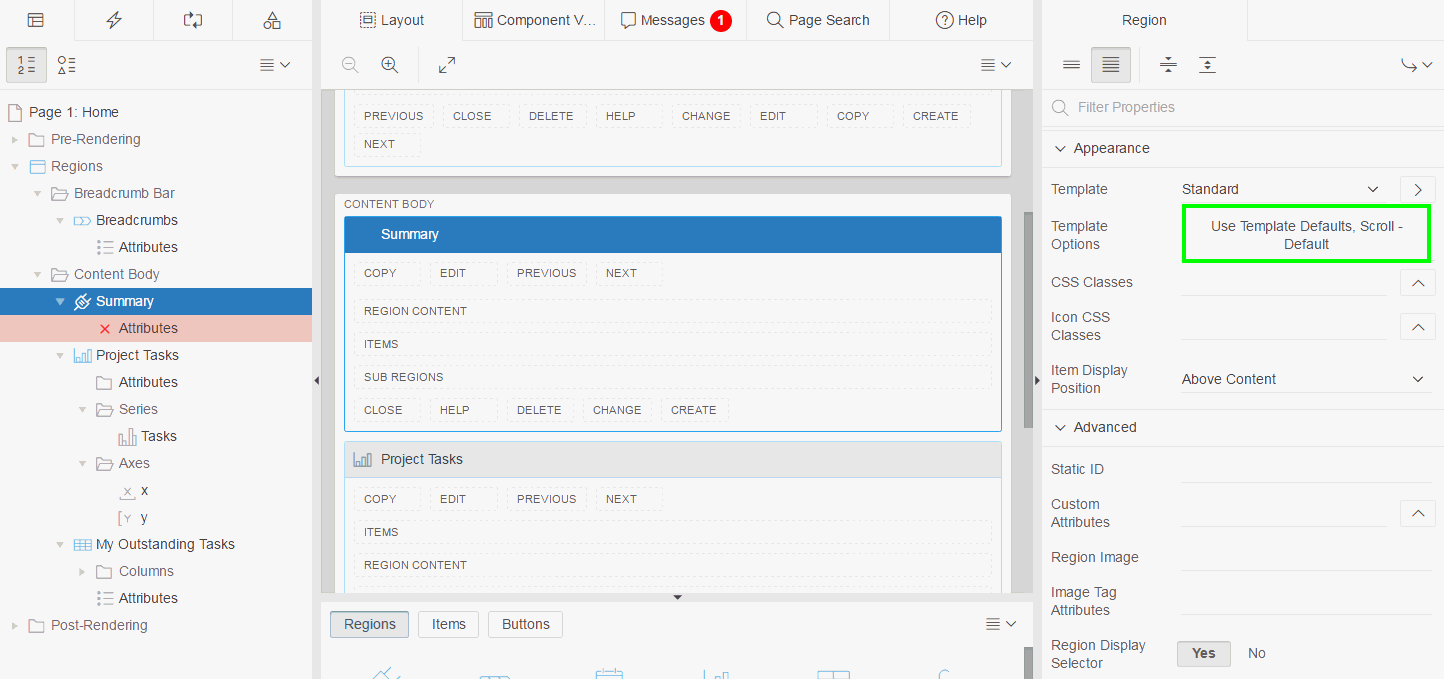 Layout
Component V...
Messages 1
Page Search
Help
Region
1
2
Page 1: Home
Pre-Rendering
Regions
Breadcrumb Bar
Breadcrumbs
Attributes
Content Body
Summary
Attributes
Project Tasks
Attributes
Series
Tasks
Axes
x x
Y y
My Outstanding Tasks
Columns
Attributes
Post-Rendering
PREVIOUS CLOSE DELETE HELP CHANGE EDIT COPY CREATE
NEXT
CONTENT BODY
Summary
COPY EDIT PREVIOUS NEXT
REGION CONTENT
ITEMS
SUB REGIONS
CLOSE HELP DELETE CHANGE CREATE
Project Tasks
COPY EDIT PREVIOUS NEXT
ITEMS
REGION CONTENT
Regions Items Buttons
Filter Properties
Appearance
Template Standard
Template
Options
Use Template Defaults, Scroll -
Default
CSS Classes
Icon CSS
Classes
Item Display
Position
Above Content
Advanced
Static ID
Custom
Attributes
Region Image
Image Tag
Attributes
Region Display
Selector
Yes No